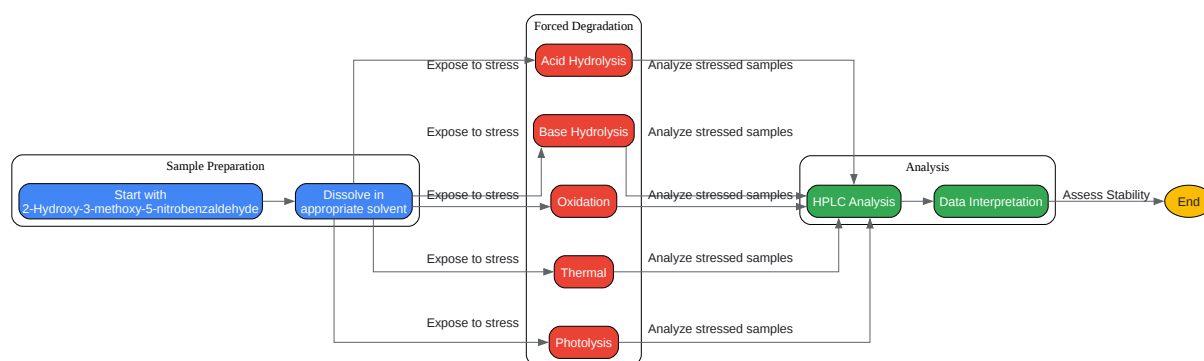 Forced Degradation
Expose to stress
Acid Hydrolysis
Analyze stressed samples
Expose to stress
Base Hydrolysis
Analyze stressed samples
Sample Preparation
Start with
2-Hydroxy-3-methoxy-5-nitrobenzaldehyde
Dissolve in
appropriate solvent
Expose to stress
Oxidation
Analyze stressed samples
Analysis
HPLC Analysis
Data Interpretation
Assess Stability
End
Expose to stress
Thermal
Analyze stressed samples
Expose to stress
Photolysis
Analyze stressed samples